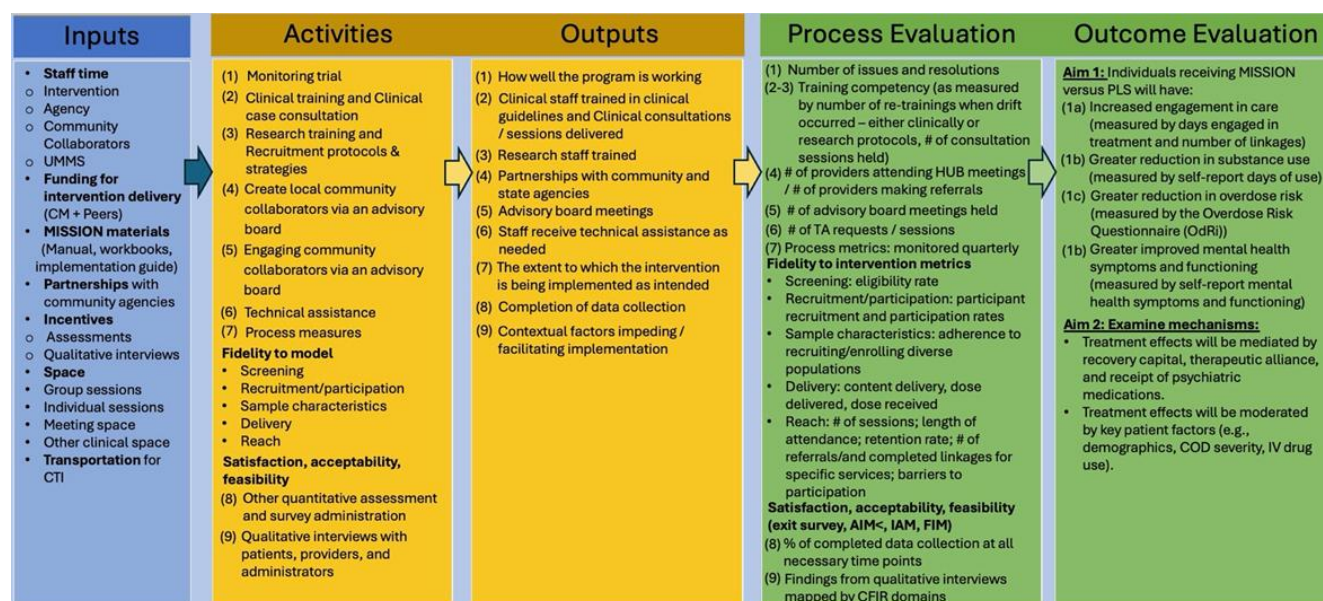 Inputs
• Staff time
o Intervention
o Agency
o Community
Collaborators
o UMMS
• Funding for
intervention delivery
(CM + Peers)
• MISSION materials
(Manual, workbooks,
implementation guide)
• Partnerships with
community agencies
• Incentives
o Assessments
o Qualitative interviews
• Space
• Group sessions
• Individual sessions
• Meeting space
• Other clinical space
• Transportation for
CTI
Activities
(1) Monitoring trial
(2) Clinical training and Clinical
case consultation
(3) Research training and
Recruitment protocols &
strategies
(4) Create local community
collaborators via an advisory
board
(5) Engaging community
collaborators via an advisory
board
(6) Technical assistance
(7) Process measures
Fidelity to model
• Screening
• Recruitment/participation
• Sample characteristics
• Delivery
• Reach
Satisfaction, acceptability,
feasibility
(8) Other quantitative assessment
and survey administration
(9) Qualitative interviews with
patients, providers, and
administrators
Outputs
(1) How well the program is working
(2) Clinical staff trained in clinical
guidelines and Clinical consultations
/ sessions delivered
(3) Research staff trained
(4) Partnerships with community and
state agencies
(5) Advisory board meetings
(6) Staff receive technical assistance as
needed
(7) The extent to which the intervention
is being implemented as intended
(8) Completion of data collection
(9) Contextual factors impeding /
facilitating implementation
Process Evaluation
(1) Number of issues and resolutions
(2-3) Training competency (as measured
by number of re-trainings when drift
occurred – either clinically or
research protocols, # of consultation
sessions held)
(4) # of providers attending HUB meetings
/ # of providers making referrals
(5) # of advisory board meetings held
(6) # of TA requests / sessions
(7) Process metrics: monitored quarterly
Fidelity to intervention metrics
• Screening: eligibility rate
• Recruitment/participation: participant
recruitment and participation rates
• Sample characteristics: adherence to
recruiting/enrolling diverse
populations
• Delivery: content delivery, dose
delivered, dose received
• Reach: # of sessions; length of
attendance; retention rate; # of
referrals/and completed linkages for
specific services; barriers to
participation
Satisfaction, acceptability, feasibility
(exit survey, AIM<, IAM, FIM)
(8) % of completed data collection at all
necessary time points
(9) Findings from qualitative interviews
mapped by CFIR domains
Outcome Evaluation
Aim 1: Individuals receiving MISSION
versus PLS will have:
(1a) Increased engagement in care
(measured by days engaged in
treatment and number of linkages)
(1b) Greater reduction in substance use
(measured by self-report days of use)
(1c) Greater reduction in overdose risk
(measured by the Overdose Risk
Questionnaire (OdRi))
(1b) Greater improved mental health
symptoms and functioning
(measured by self-report mental
health symptoms and functioning)
Aim 2: Examine mechanisms:
• Treatment effects will be mediated by
recovery capital, therapeutic alliance,
and receipt of psychiatric
medications.
• Treatment effects will be moderated
by key patient factors (e.g.,
demographics, COD severity, IV drug
use).